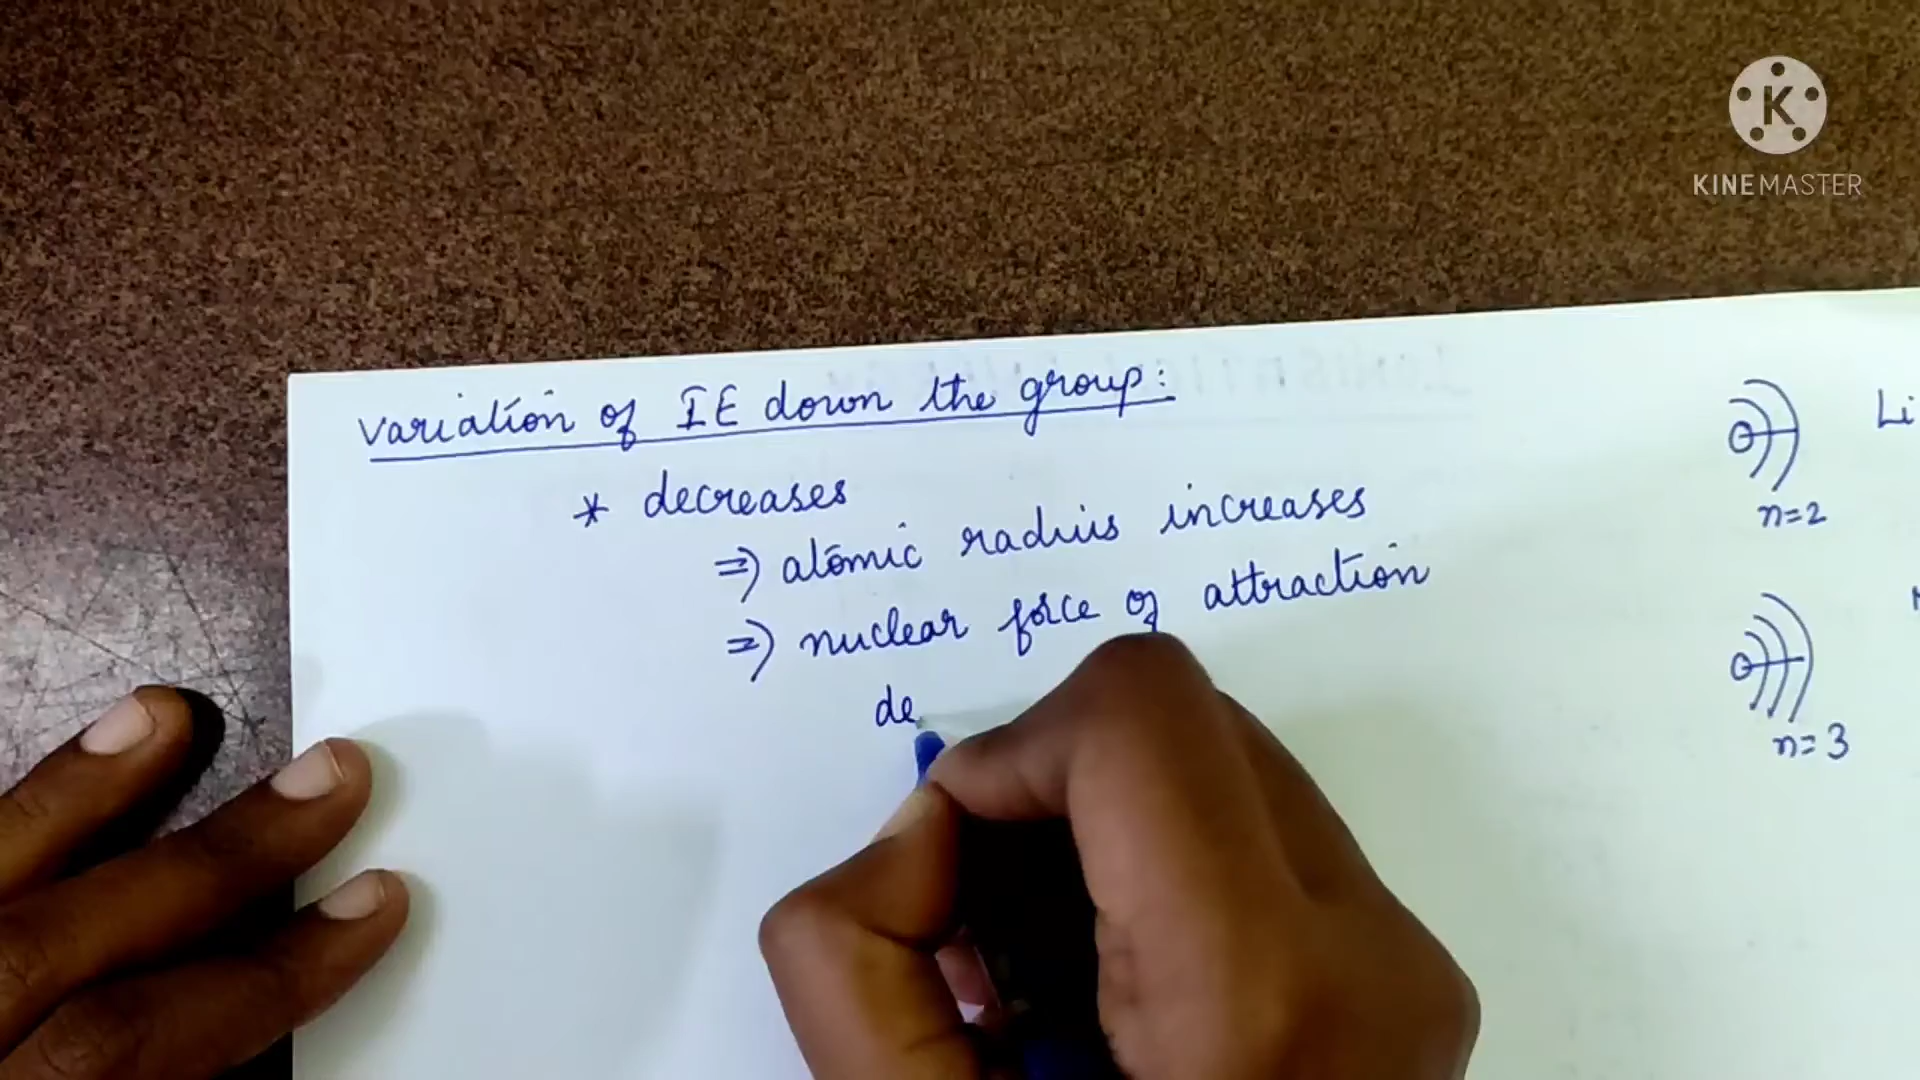 Variation of IE down the group:
* decreases
⇒ atomic radius increases
⇒ nuclear force of attraction
de
Li
n=2
n=3
K
KINEMASTER